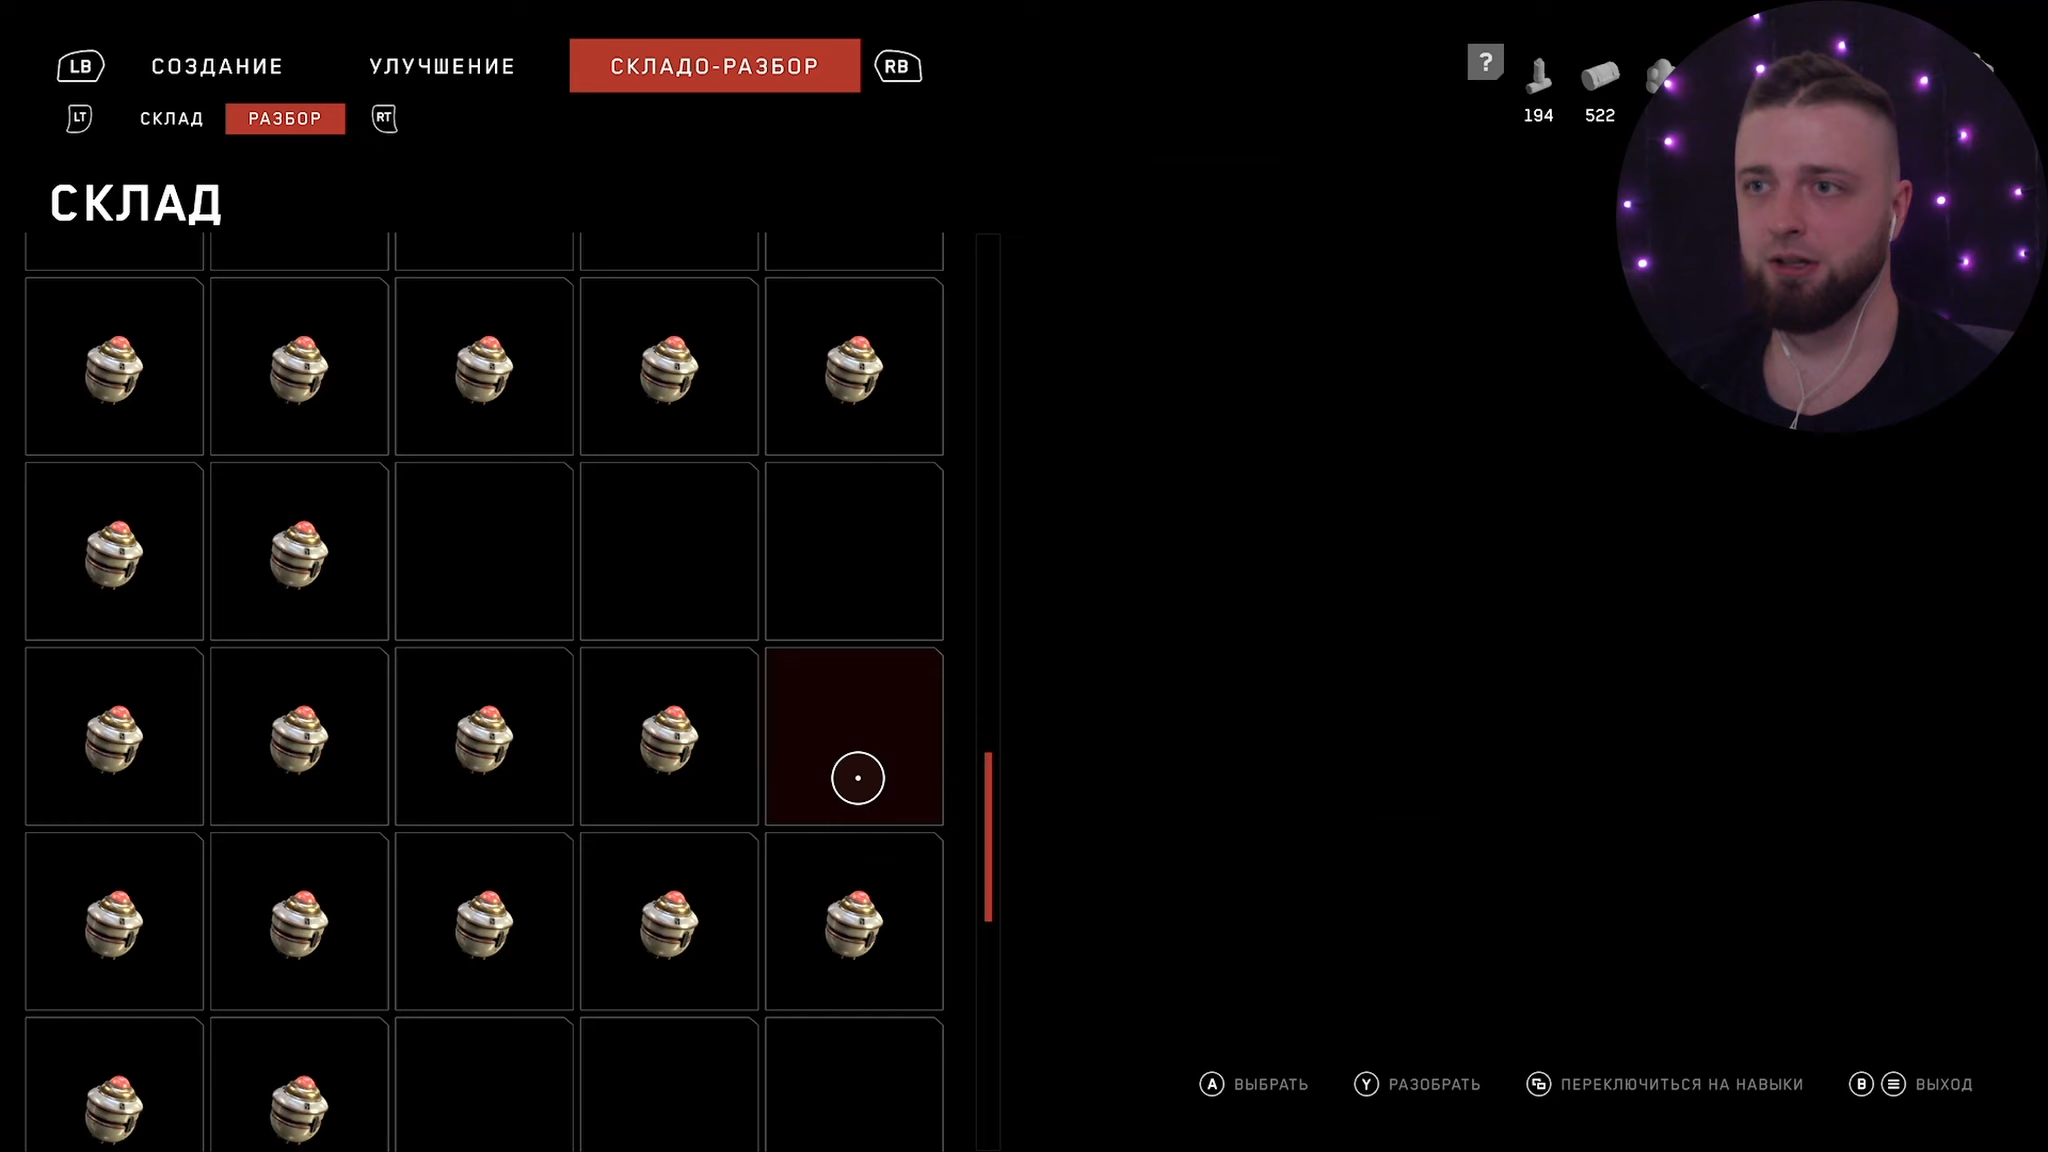 LB СОЗДАНИЕ УЛУЧШЕНИЕ СКЛАДО-РАЗБОР RB
LT СКЛАД РАЗБОР RT
?
194 522
СКЛАД
A ВЫБРАТЬ Y РАЗОБРАТЬ ПЕРЕКЛЮЧИТЬСЯ НА НАВЫКИ B ВЫХОД